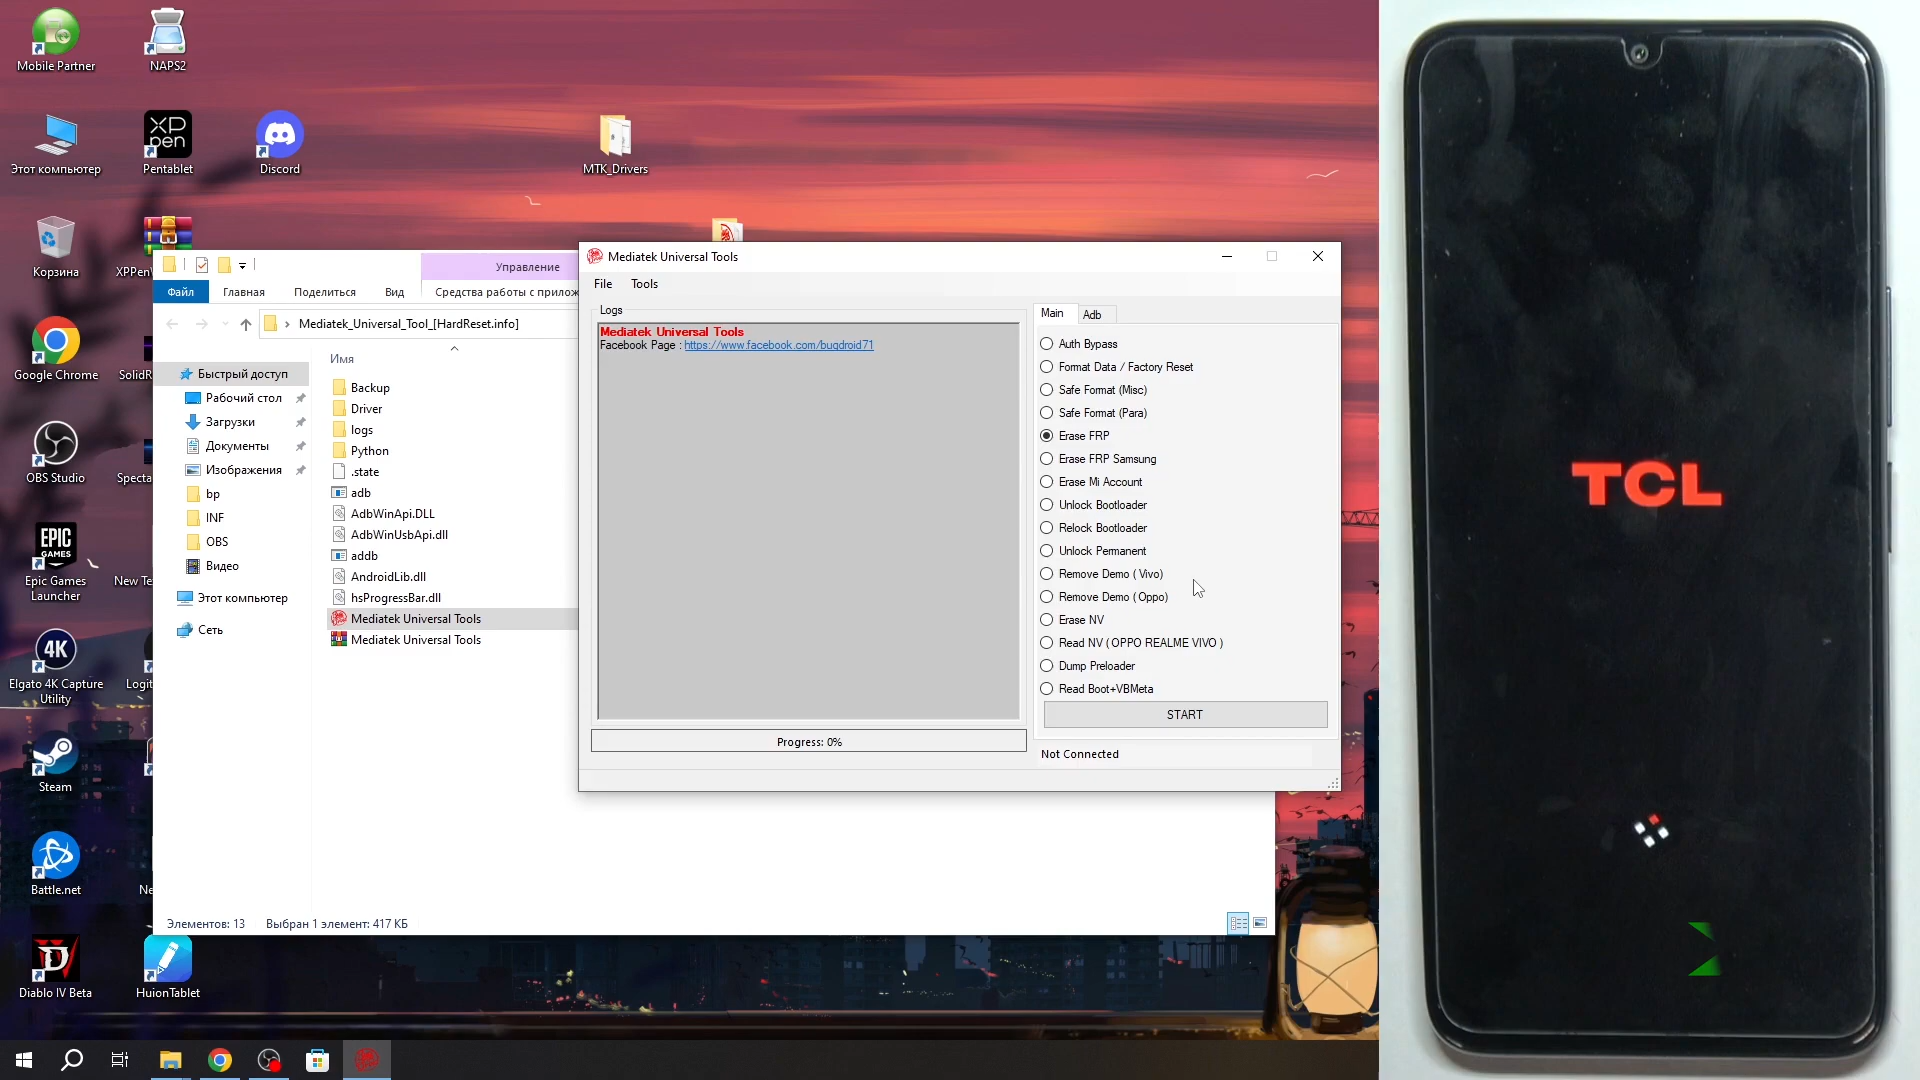 Mobile Partner
NAPS2
Этот компьютер
XP
pen
Pentablet
Discord
MTK_Drivers
Корзина
Google Chrome
OBS Studio
EPIC
GAMES
Epic Games
Launcher
4K
Elgato 4K Capture
Utility
Steam
Battle.net
Diablo IV Beta
HuionTablet
Управление
Файл
Главная
Поделиться
Вид
Mediatek_Universal_Tool_[HardReset.info]
Быстрый доступ
Рабочий стол
Загрузки
Документы
Изображения
bp
INF
OBS
Видео
Этот компьютер
Сеть
Имя
Backup
Driver
logs
Python
.state
adb
AdbWinApi.DLL
AdbWinUsbApi.dll
addb
AndroidLib.dll
hsProgressBar.dll
Mediatek Universal Tools
Mediatek Universal Tools
Элементов: 13
Выбран 1 элемент: 417 КБ
Mediatek Universal Tools
File
Tools
Logs
Mediatek Universal Tools
Facebook Page : https://www.facebook.com/bugdroid71
Progress: 0%
Main
Adb
Auth Bypass
Format Data / Factory Reset
Safe Format (Misc)
Safe Format (Para)
Erase FRP
Erase FRP Samsung
Erase Mi Account
Unlock Bootloader
Relock Bootloader
Unlock Permanent
Remove Demo ( Vivo)
Remove Demo ( Oppo)
Erase NV
Read NV ( OPPO REALME VIVO )
Dump Preloader
Read Boot+VBMeta
START
Not Connected
TCL